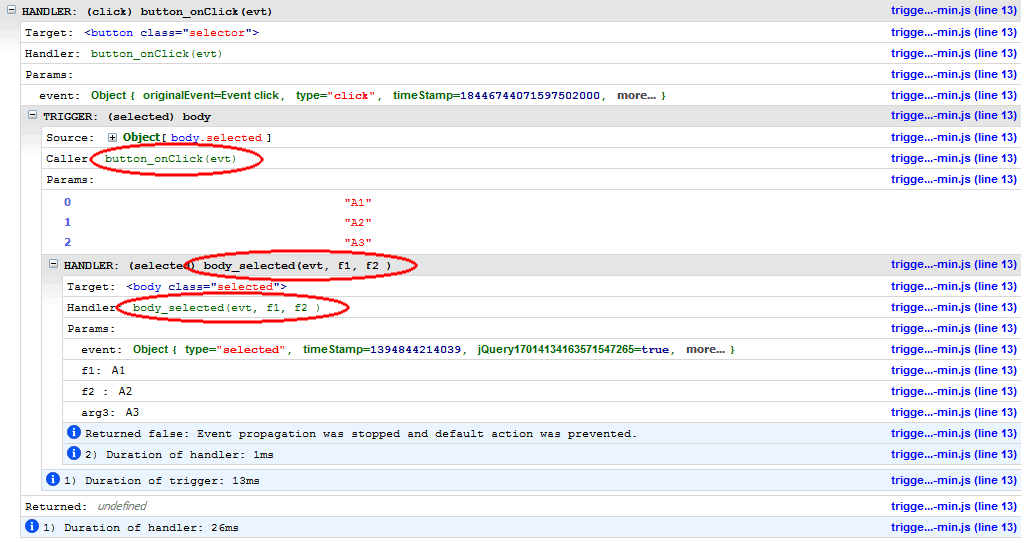 HANDLER: (click) button_onClick(evt) trigge...-min.js (line 13)
Target: <button class="selector"> trigge...-min.js (line 13)
Handler: button_onClick(evt) trigge...-min.js (line 13)
Params: trigge...-min.js (line 13)
event: Object { originalEvent=Event click, type="click", timeStamp=18446744071597502000, more... } trigge...-min.js (line 13)
TRIGGER: (selected) body trigge...-min.js (line 13)
Source: Object[ body.selected ] trigge...-min.js (line 13)
Caller button_onClick(evt) trigge...-min.js (line 13)
Params: trigge...-min.js (line 13)
0 "A1"
1 "A2"
2 "A3"
HANDLER: (selected) body_selected(evt, f1, f2 ) trigge...-min.js (line 13)
Target: <body class="selected"> trigge...-min.js (line 13)
Handler body_selected(evt, f1, f2 ) trigge...-min.js (line 13)
Params: trigge...-min.js (line 13)
event: Object { type="selected", timeStamp=1394844214039, jQuery17014134163571547265=true, more... } trigge...-min.js (line 13)
f1: A1 trigge...-min.js (line 13)
f2 : A2 trigge...-min.js (line 13)
arg3: A3 trigge...-min.js (line 13)
Returned false: Event propagation was stopped and default action was prevented. trigge...-min.js (line 13)
2) Duration of handler: 1ms trigge...-min.js (line 13)
1) Duration of trigger: 13ms trigge...-min.js (line 13)
Returned: undefined trigge...-min.js (line 13)
1) Duration of handler: 26ms trigge...-min.js (line 13)